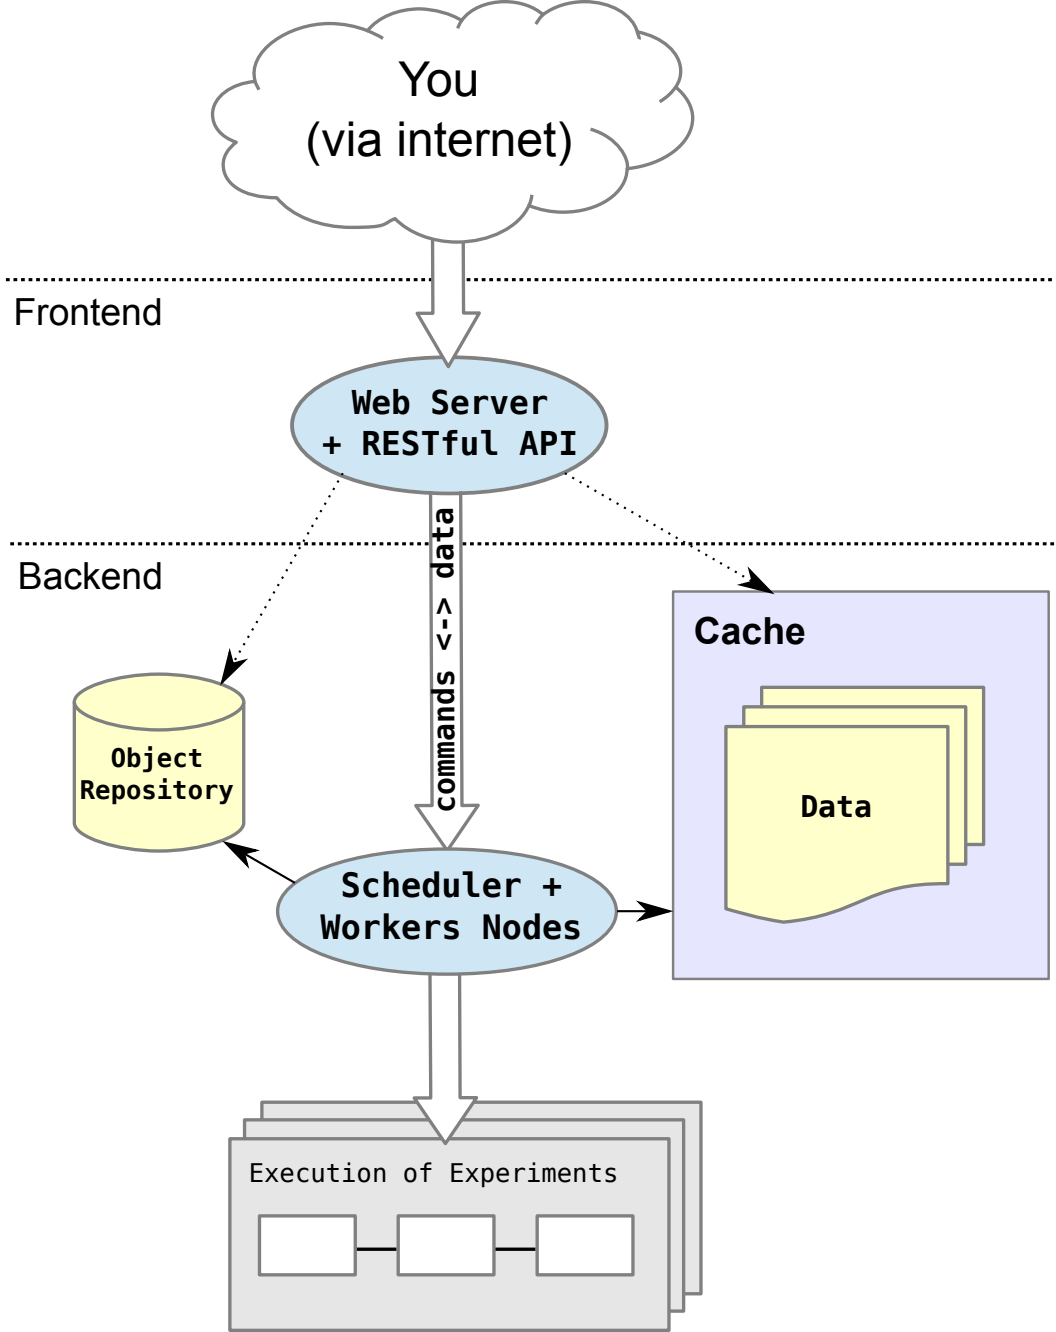 You
(via internet)
Frontend
Web Server
+ RESTful API
commands <-> data
Backend
Cache
Object
Repository
Data
Scheduler +
Workers Nodes
Execution of Experiments